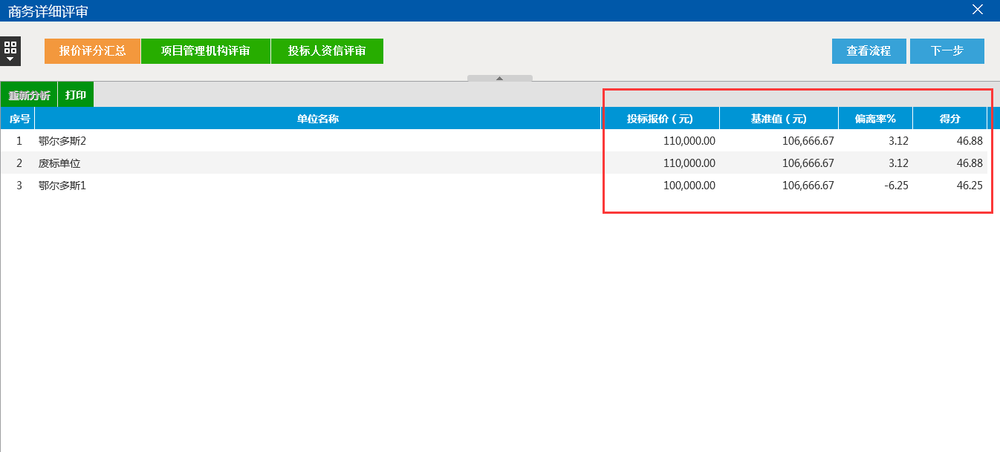 商务详细评审
报价评分汇总 项目管理机构评审 投标人资信评审 查看流程 下一步
重新分析 打印
序号 单位名称 投标报价（元) 基准值（元) 偏离率% 得分
1 鄂尔多斯2 110,000.00 106,666.67 3.12 46.88
2 废标单位 110,000.00 106,666.67 3.12 46.88
3 鄂尔多斯1 100,000.00 106,666.67 -6.25 46.25